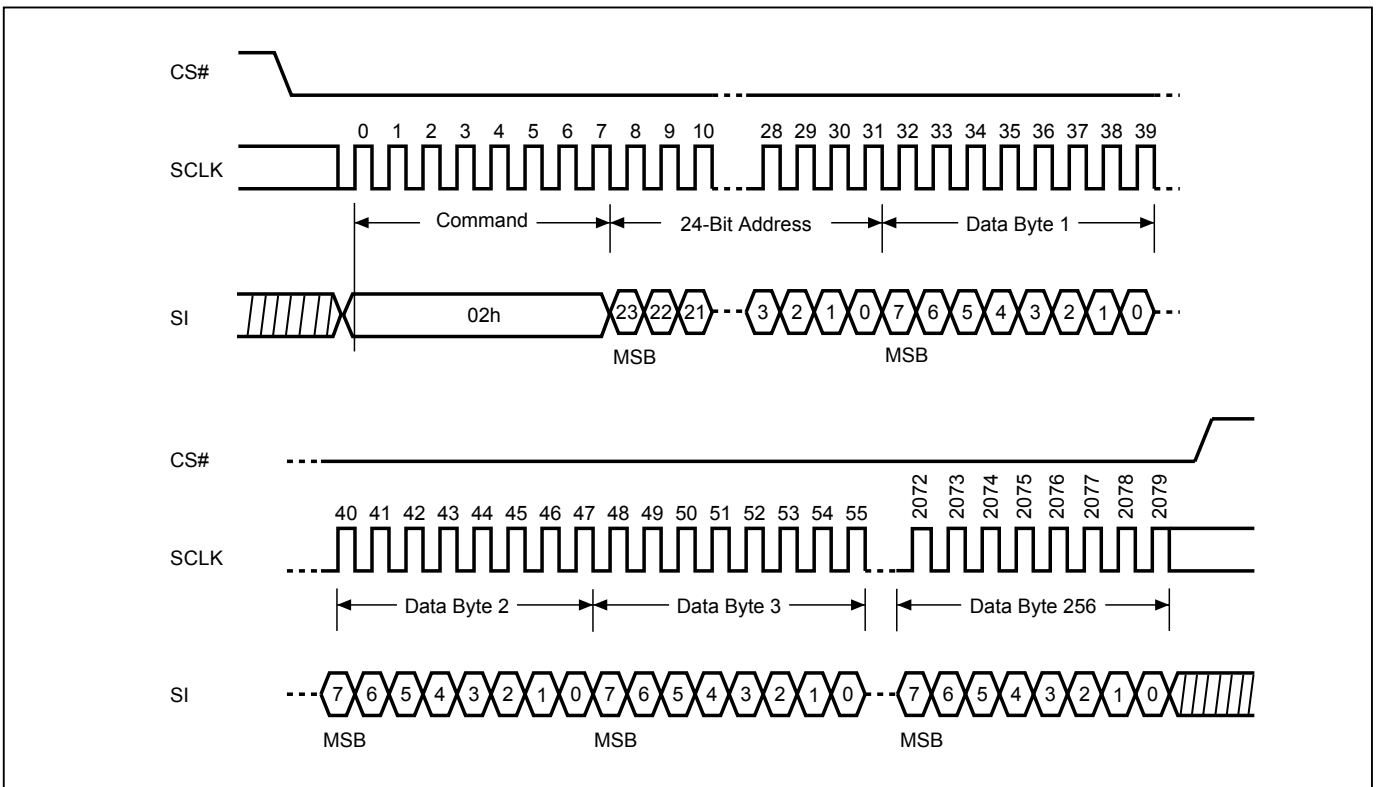 CS#
0 1 2 3 4 5 6 7 8 9 10 28 29 30 31 32 33 34 35 36 37 38 39
SCLK
Command 24-Bit Address Data Byte 1
SI 02h 23 22 21 3 2 1 0 7 6 5 4 3 2 1 0
MSB MSB
CS#
40 41 42 43 44 45 46 47 48 49 50 51 52 53 54 55 2072 2073 2074 2075 2076 2077 2078 2079
SCLK
Data Byte 2 Data Byte 3 Data Byte 256
SI 7 6 5 4 3 2 1 0 7 6 5 4 3 2 1 0 7 6 5 4 3 2 1 0
MSB MSB MSB